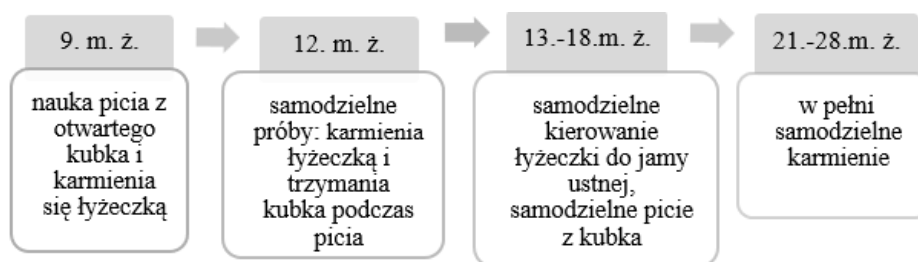 9. m. ż.
nauka picia z
otwartego
kubka i
karmienia
się łyżeczką
12. m. ż.
samodzielne
próby: karmienia
łyżeczką i
trzymania
kubka podczas
picia
13.-18.m. ż.
samodzielne
kierowanie
łyżeczki do jamy
ustnej,
samodzielne picie
z kubka
21.-28.m. ż.
w pełni
samodzielne
karmienie